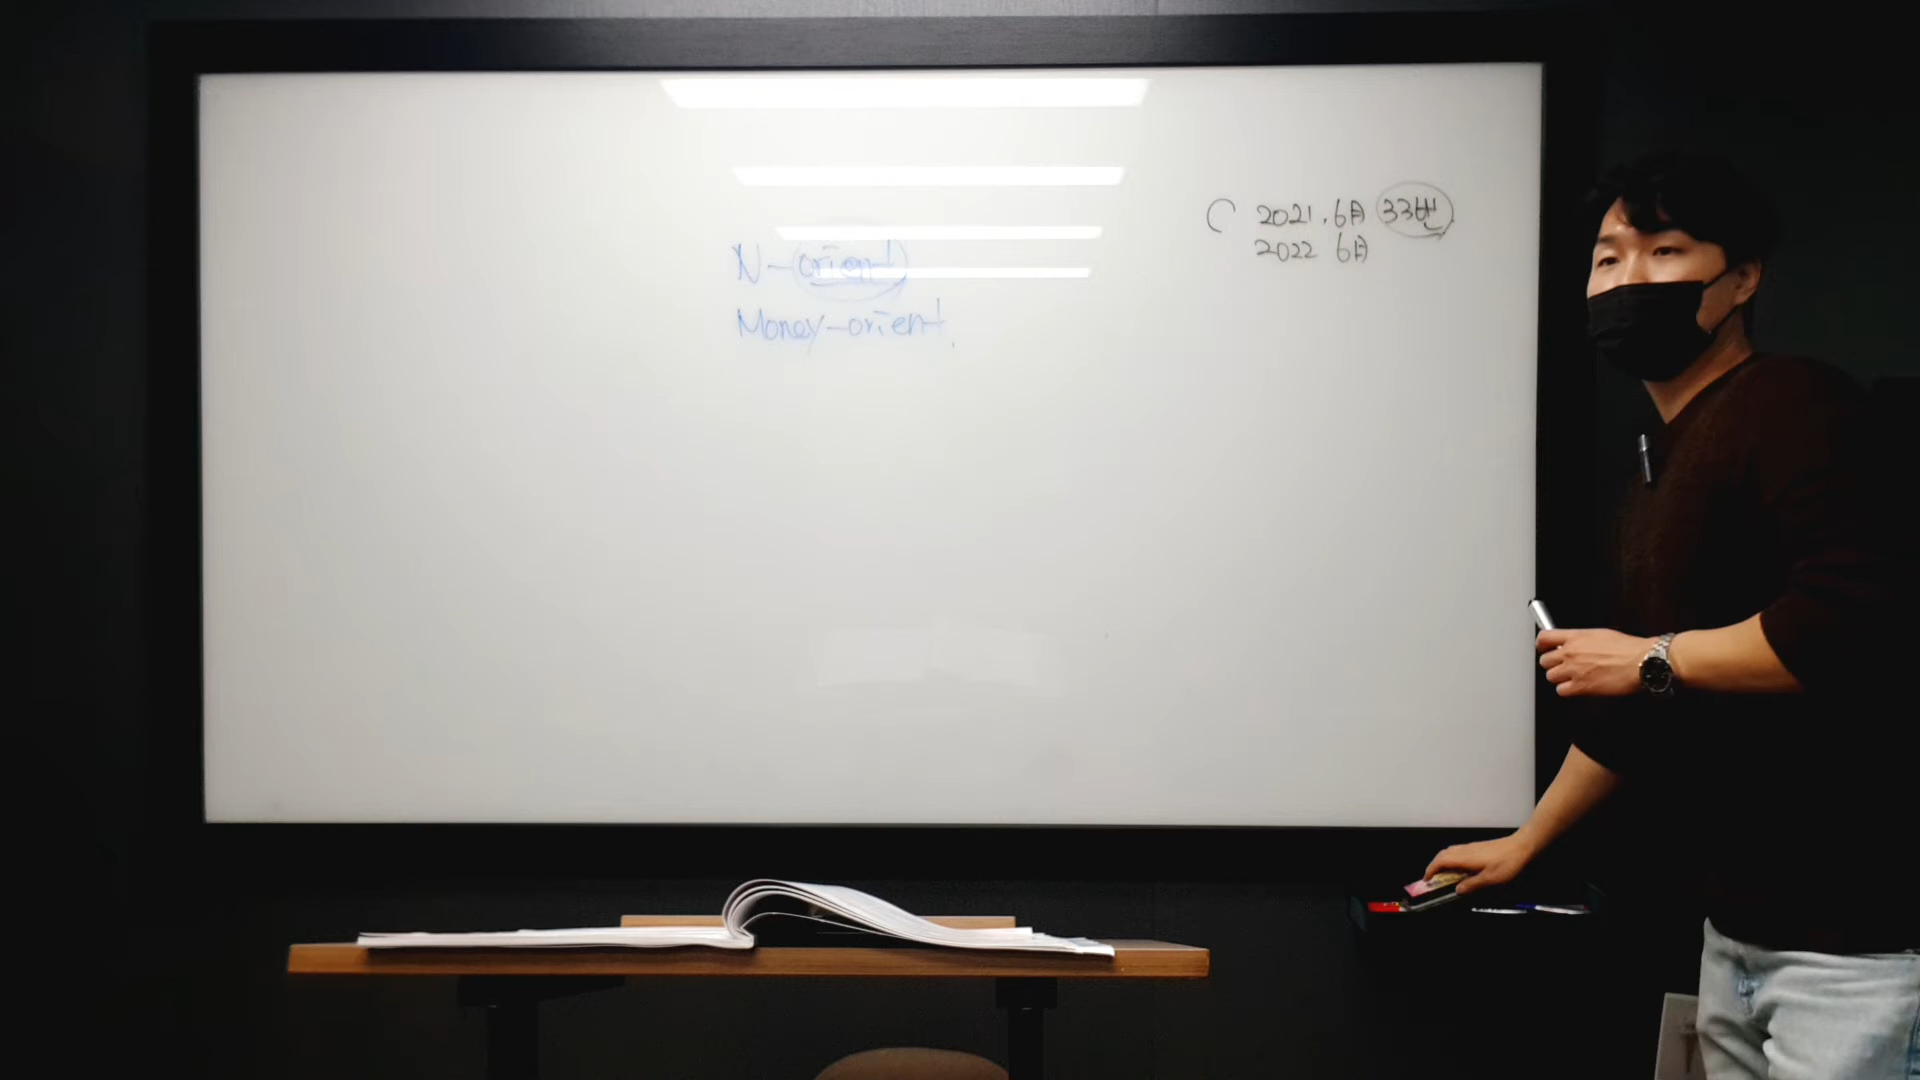 ( 2021. 6月 33번
2022 6月
N-orient
Money-orient